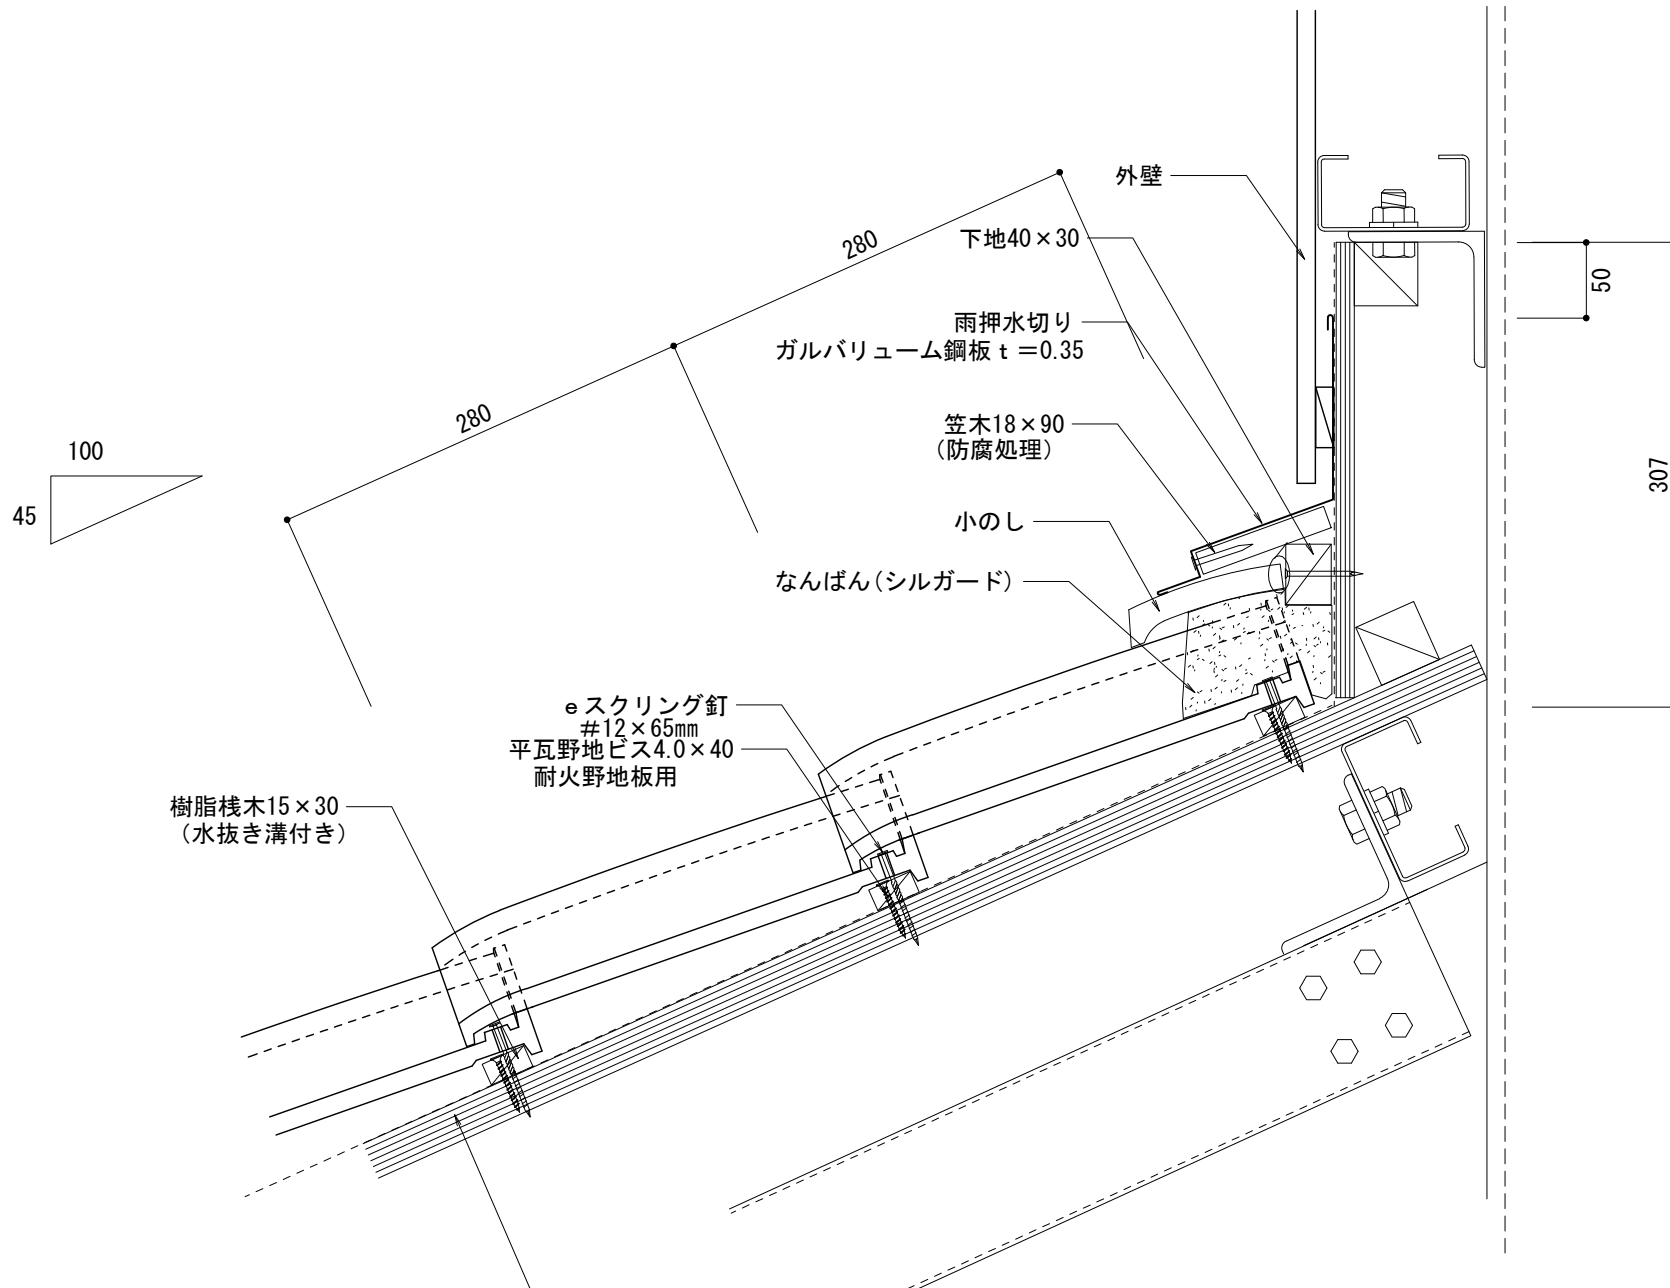 外壁
280
下地40×30
50
雨押水切り
ガルバリューム鋼板ｔ＝0.35
280
笠木18×90
（防腐処理）
100
45
307
小のし
なんばん(シルガード)
ｅスクリング釘
＃12×65mm
平瓦野地ビス4.0×40
耐火野地板用
樹脂桟木15×30
（水抜き溝付き）